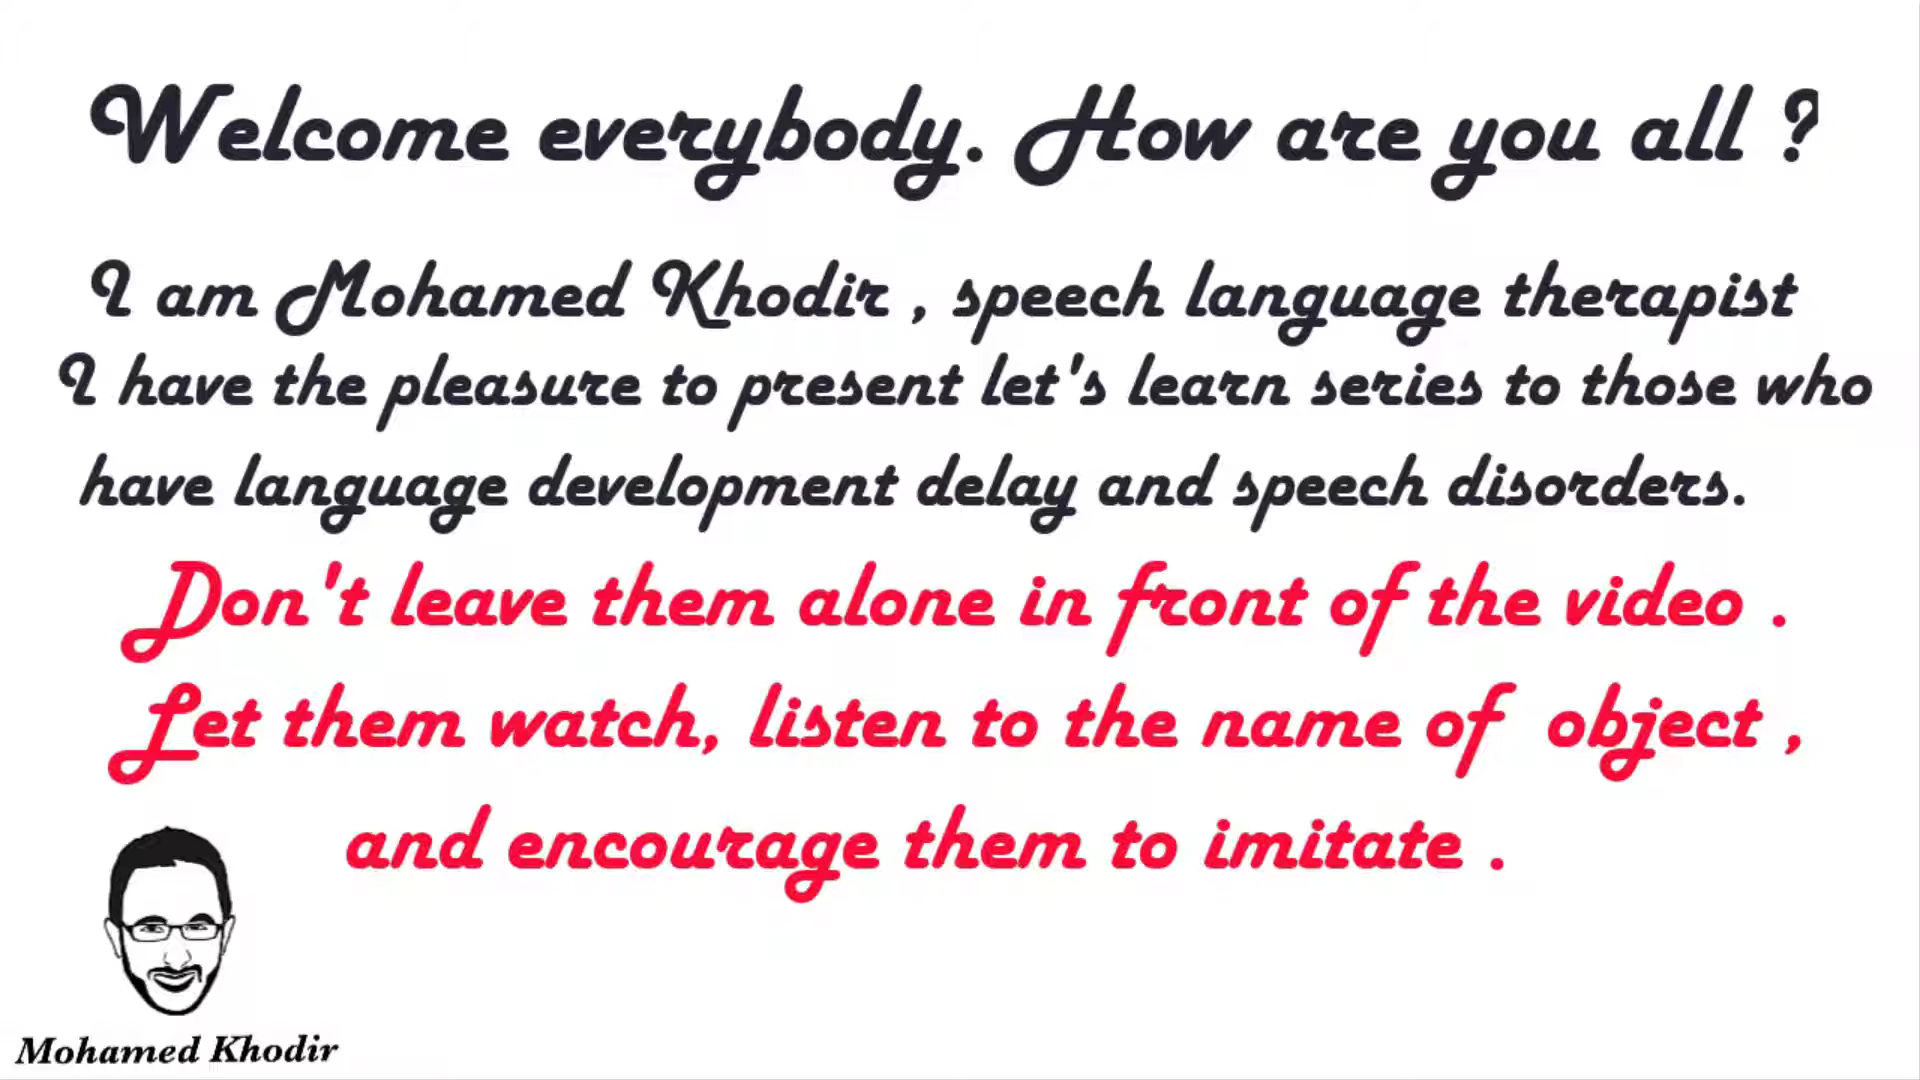 Welcome everybody. How are you all ?
I am Mohamed Khodir , speech language therapist
I have the pleasure to present let's learn series to those who
have language development delay and speech disorders.
Don't leave them alone in front of the video .
Let them watch, listen to the name of object ,
and encourage them to imitate .
Mohamed Khodir